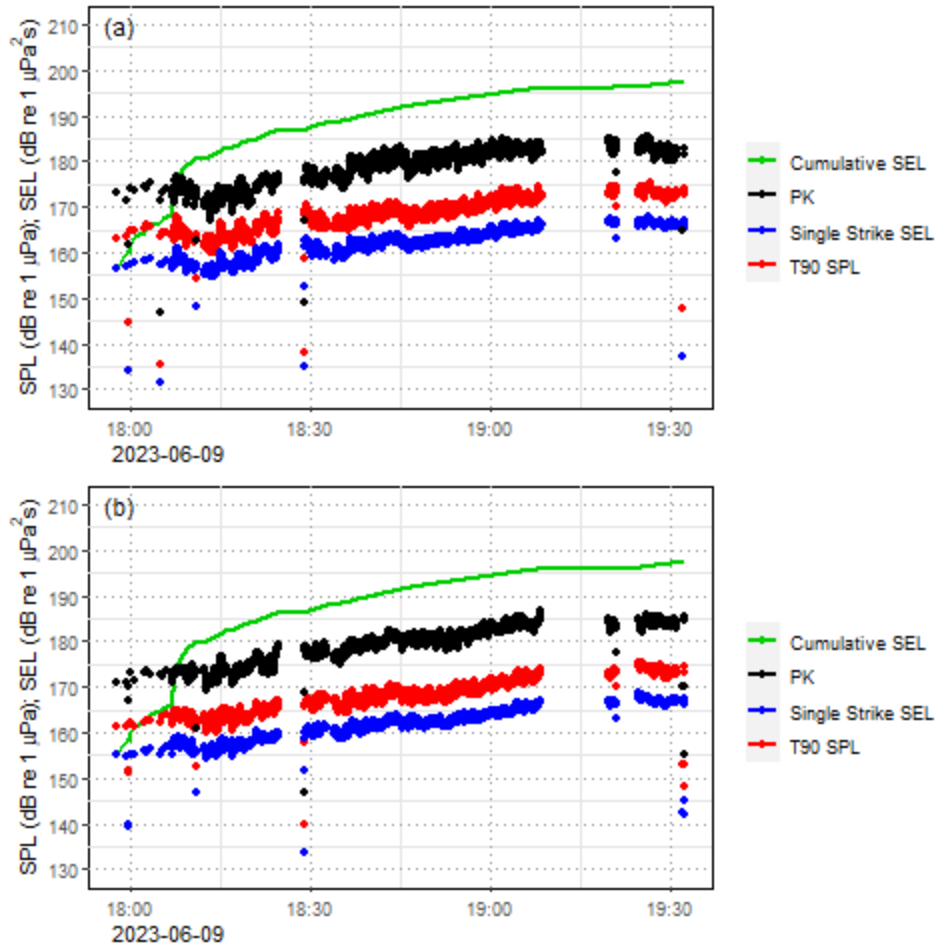 (a)
SPL (dB re 1 µPa); SEL (dB re 1 µPa²s)
210
200
190
180
170
160
150
140
130
18:00 18:30 19:00 19:30
2023-06-09
Cumulative SEL
PK
Single Strike SEL
T90 SPL
(b)
SPL (dB re 1 µPa); SEL (dB re 1 µPa²s)
210
200
190
180
170
160
150
140
130
18:00 18:30 19:00 19:30
2023-06-09
Cumulative SEL
PK
Single Strike SEL
T90 SPL